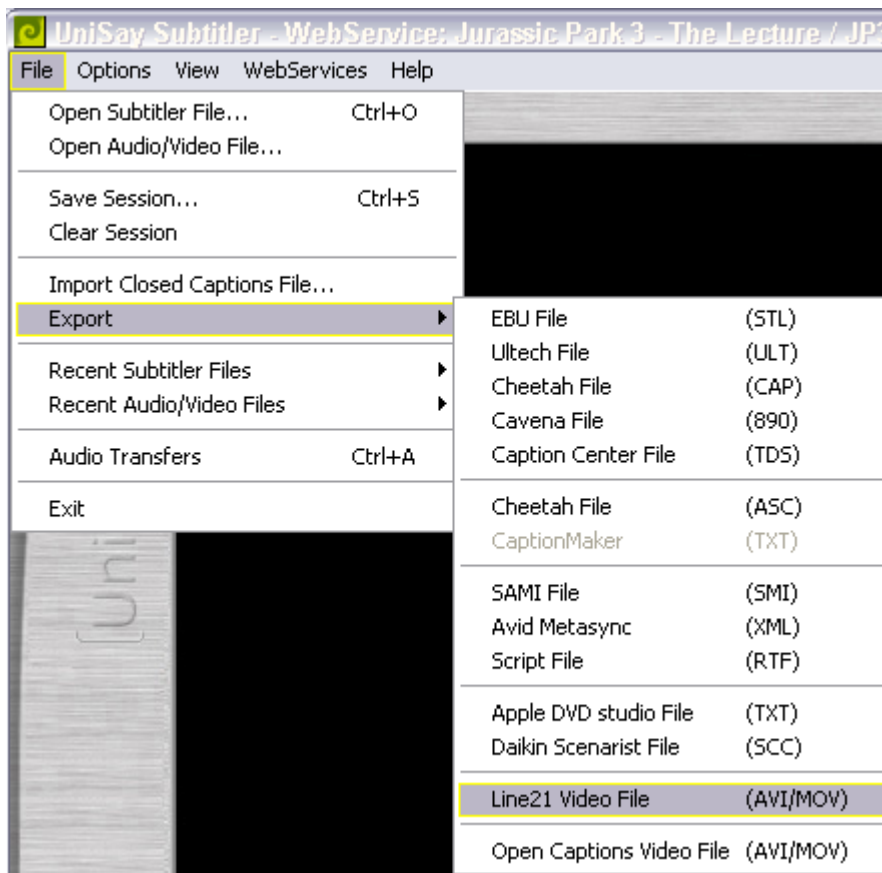 UniSay Subtitler - WebService: Jurassic Park 3 - The Lecture / JP3
File Options View WebServices Help
Open Subtitler File... Ctrl+O
Open Audio/Video File...
Save Session... Ctrl+S
Clear Session
Import Closed Captions File...
Export
Recent Subtitler Files
Recent Audio/Video Files
Audio Transfers Ctrl+A
Exit
EBU File (STL)
Ultech File (ULT)
Cheetah File (CAP)
Cavena File (890)
Caption Center File (TDS)
Cheetah File (ASC)
CaptionMaker (TXT)
SAMI File (SMI)
Avid Metasync (XML)
Script File (RTF)
Apple DVD studio File (TXT)
Daikin Scenarist File (SCC)
Line21 Video File (AVI/MOV)
Open Captions Video File (AVI/MOV)
[Uni